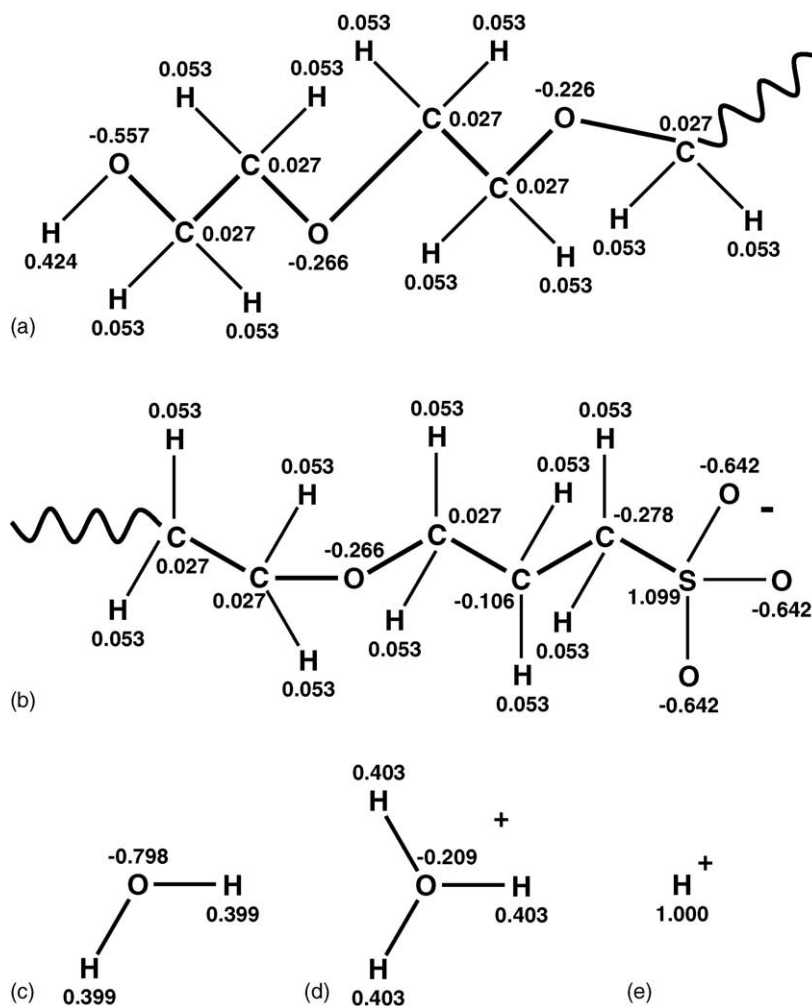 0.053 0.053
H H
0.053 0.053 -0.226
H H O
-0.557 C 0.027 0.027
O C 0.027 C
H C 0.027 O C 0.027 H H
0.424 -0.266 H H 0.053 0.053
H H 0.053 0.053
(a) 0.053 0.053
0.053 0.053 0.053
H 0.053 H 0.053 H -0.642
H H O -
C -0.266 0.027 C C -0.278
0.027 C O C S O
0.027 -0.106 1.099 -0.642
H H H H
0.053 0.053 0.053 0.053
H O
(b) 0.053 -0.642
0.403
H +
-0.798 -0.209 +
O H O H H
0.399 0.403 1.000
H H
(c) 0.399 (d) 0.403 (e)